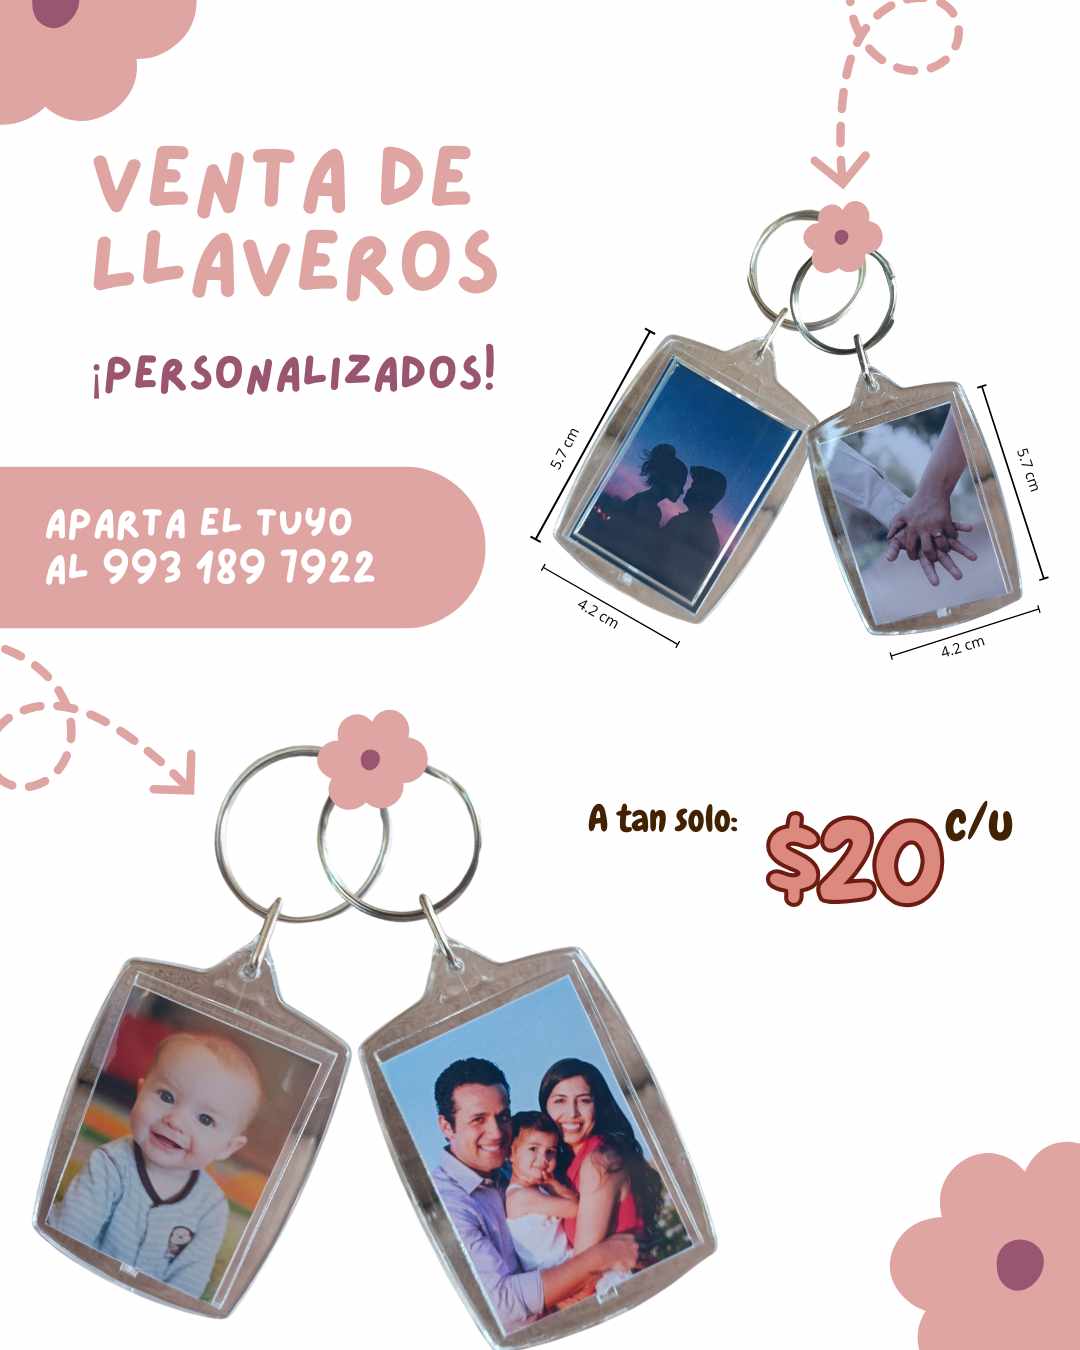 VENTA DE
LLAVEROS
¡PERSONALIZADOS!
APARTA EL TUYO
AL 993 189 7922
5.7 cm
4.2 cm
5.7 cm
4.2 cm
A tan solo:
$20 c/u